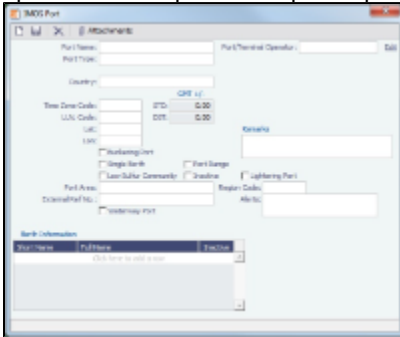 IMOS Port
Attachments
Port Name: Port/Terminal Operator: Edit
Port Type:
Country:
GMT +/-
Time Zone Code: STD: 0.00
U.N. Code: DST: 0.00
Lat: Remarks
Lon:
Bunkering Port
Single Berth Port Range
Low Sulfur Community Inactive Lightering Port
Port Area: Region Code:
External Ref No.: Alerts:
Waterway Port
Berth Information
Short Name Full Name Inactive
Click here to add a new